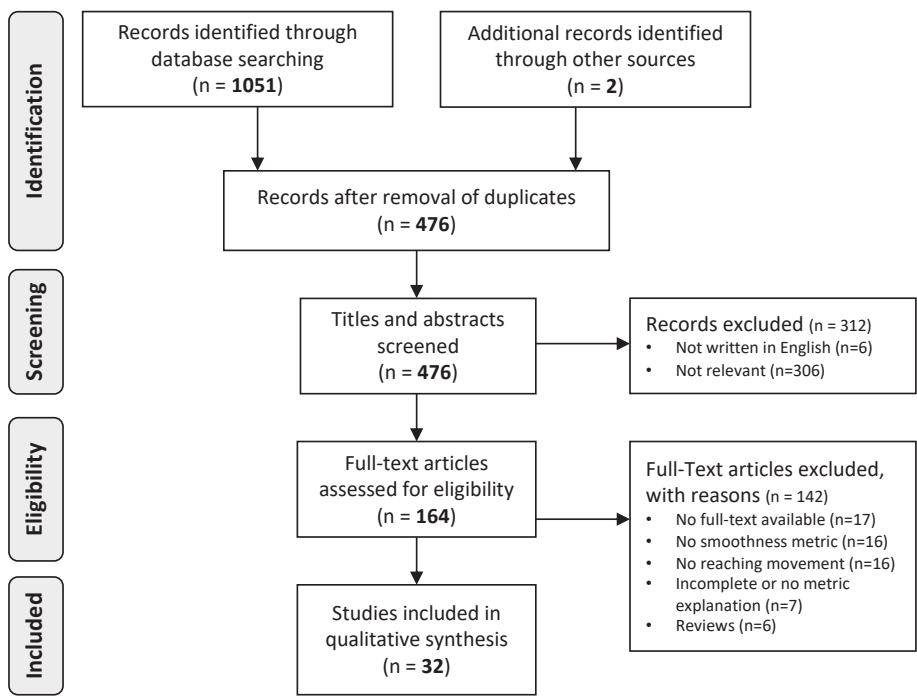 Identification
Records identified through
database searching
(n = 1051)
Additional records identified
through other sources
(n = 2)
Records after removal of duplicates
(n = 476)
Screening
Titles and abstracts
screened
(n = 476)
Records excluded (n = 312)
• Not written in English (n=6)
• Not relevant (n=306)
Eligibility
Full-text articles
assessed for eligibility
(n = 164)
Full-Text articles excluded,
with reasons (n = 142)
• No full-text available (n=17)
• No smoothness metric (n=16)
• No reaching movement (n=16)
• Incomplete or no metric
explanation (n=7)
• Reviews (n=6)
Included
Studies included in
qualitative synthesis
(n = 32)